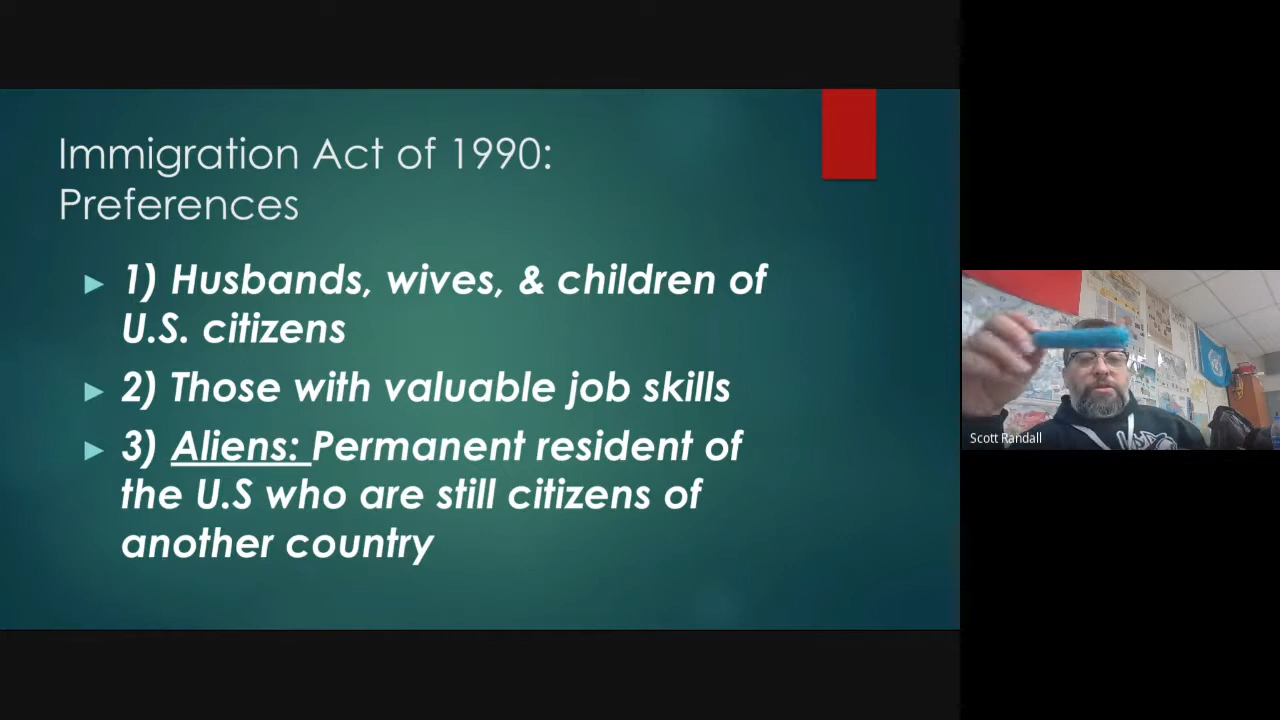 Immigration Act of 1990:
Preferences
1) Husbands, wives, & children of
U.S. citizens
2) Those with valuable job skills
3) Aliens: Permanent resident of
the U.S who are still citizens of
another country
Scott Randall